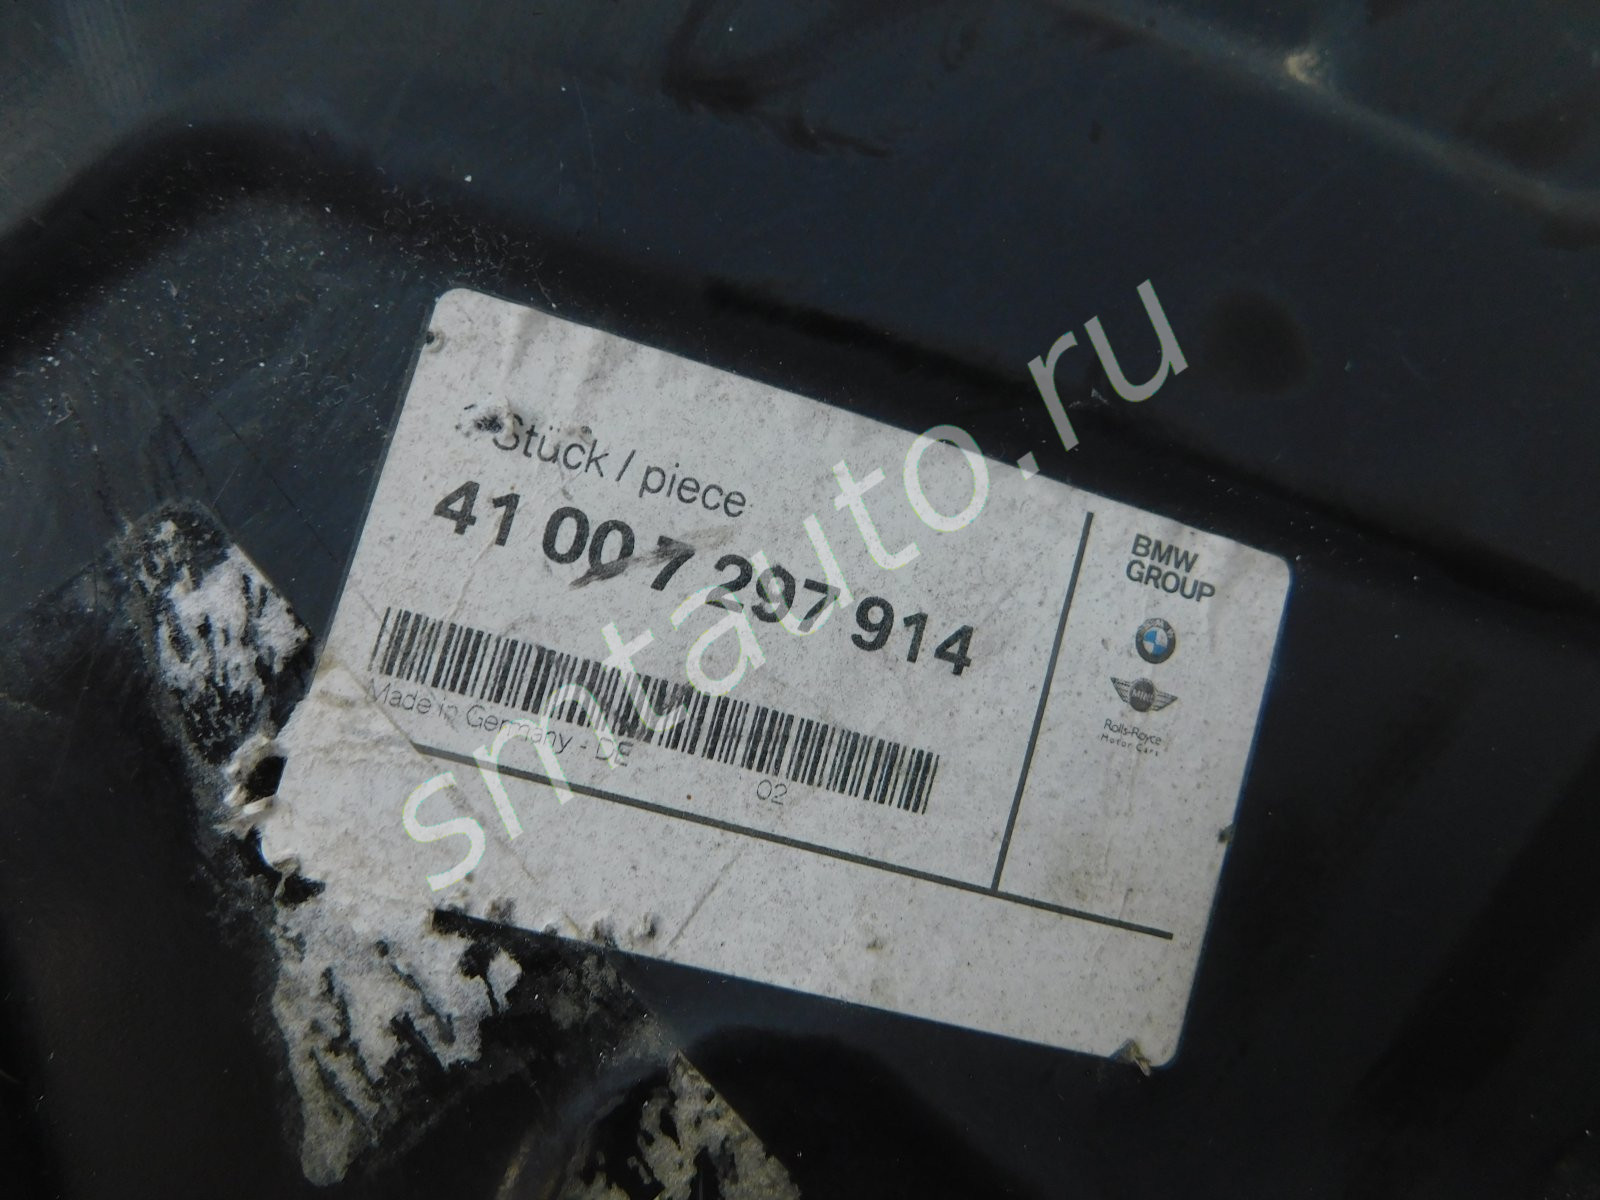 Stück / piece
41 00 7 297 914
Made in Germany - DE
02
BMW
GROUP
MINI
Rolls-Royce
Motor Cars
smtauto.ru